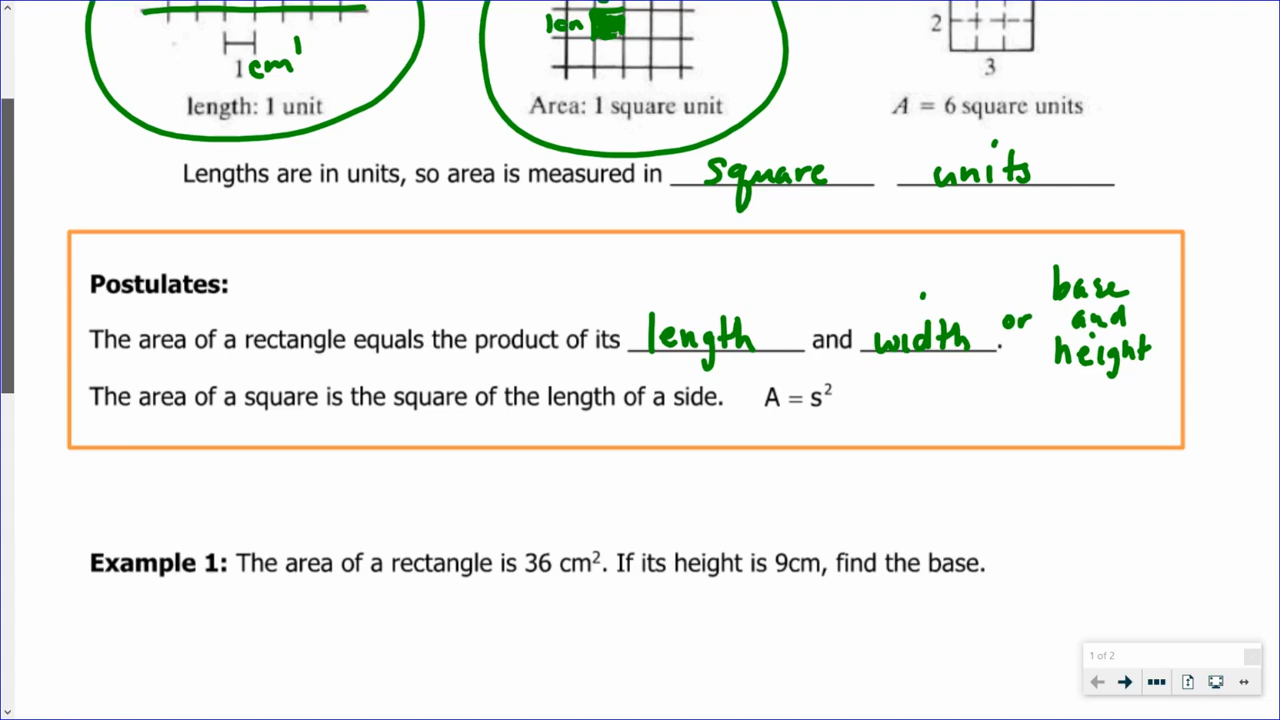 1cm
1 cm¹
2
3
length: 1 unit
Area: 1 square unit
A = 6 square units
Lengths are in units, so area is measured in square units
Postulates:
The area of a rectangle equals the product of its length and width. or base and height
The area of a square is the square of the length of a side. A = s²
Example 1: The area of a rectangle is 36 cm². If its height is 9cm, find the base.
1 of 2